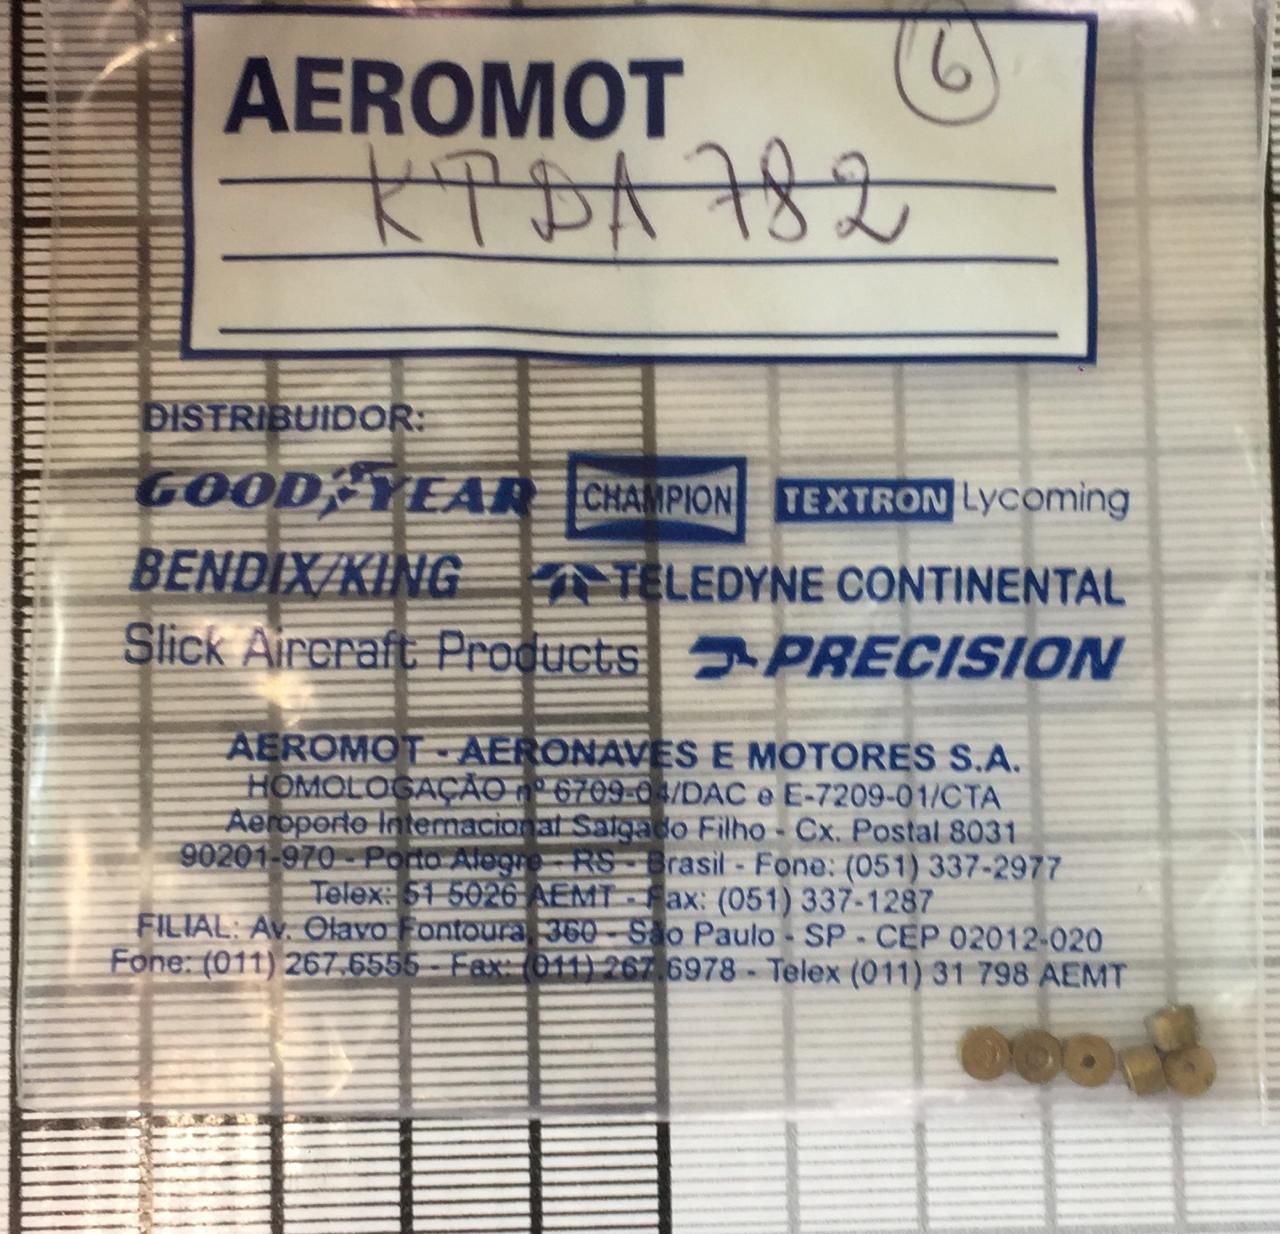 6
AEROMOT
KTDA 782
DISTRIBUIDOR:
GOODYEAR CHAMPION TEXTRON Lycoming
BENDIX/KING TELEDYNE CONTINENTAL
Slick Aircraft Products PRECISION
AEROMOT - AERONAVES E MOTORES S.A.
HOMOLOGAÇÃO nº 6709-04/DAC e E-7209-01/CTA
Aeroporto Internacional Salgado Filho - Cx. Postal 8031
90201-970 - Porto Alegre - RS - Brasil - Fone: (051) 337-2977
Telex: 51 5026 AEMT - Fax: (051) 337-1287
FILIAL: Av. Olavo Fontoura, 360 - São Paulo - SP - CEP 02012-020
Fone: (011) 267.6555 - Fax: (011) 267.6978 - Telex (011) 31 798 AEMT